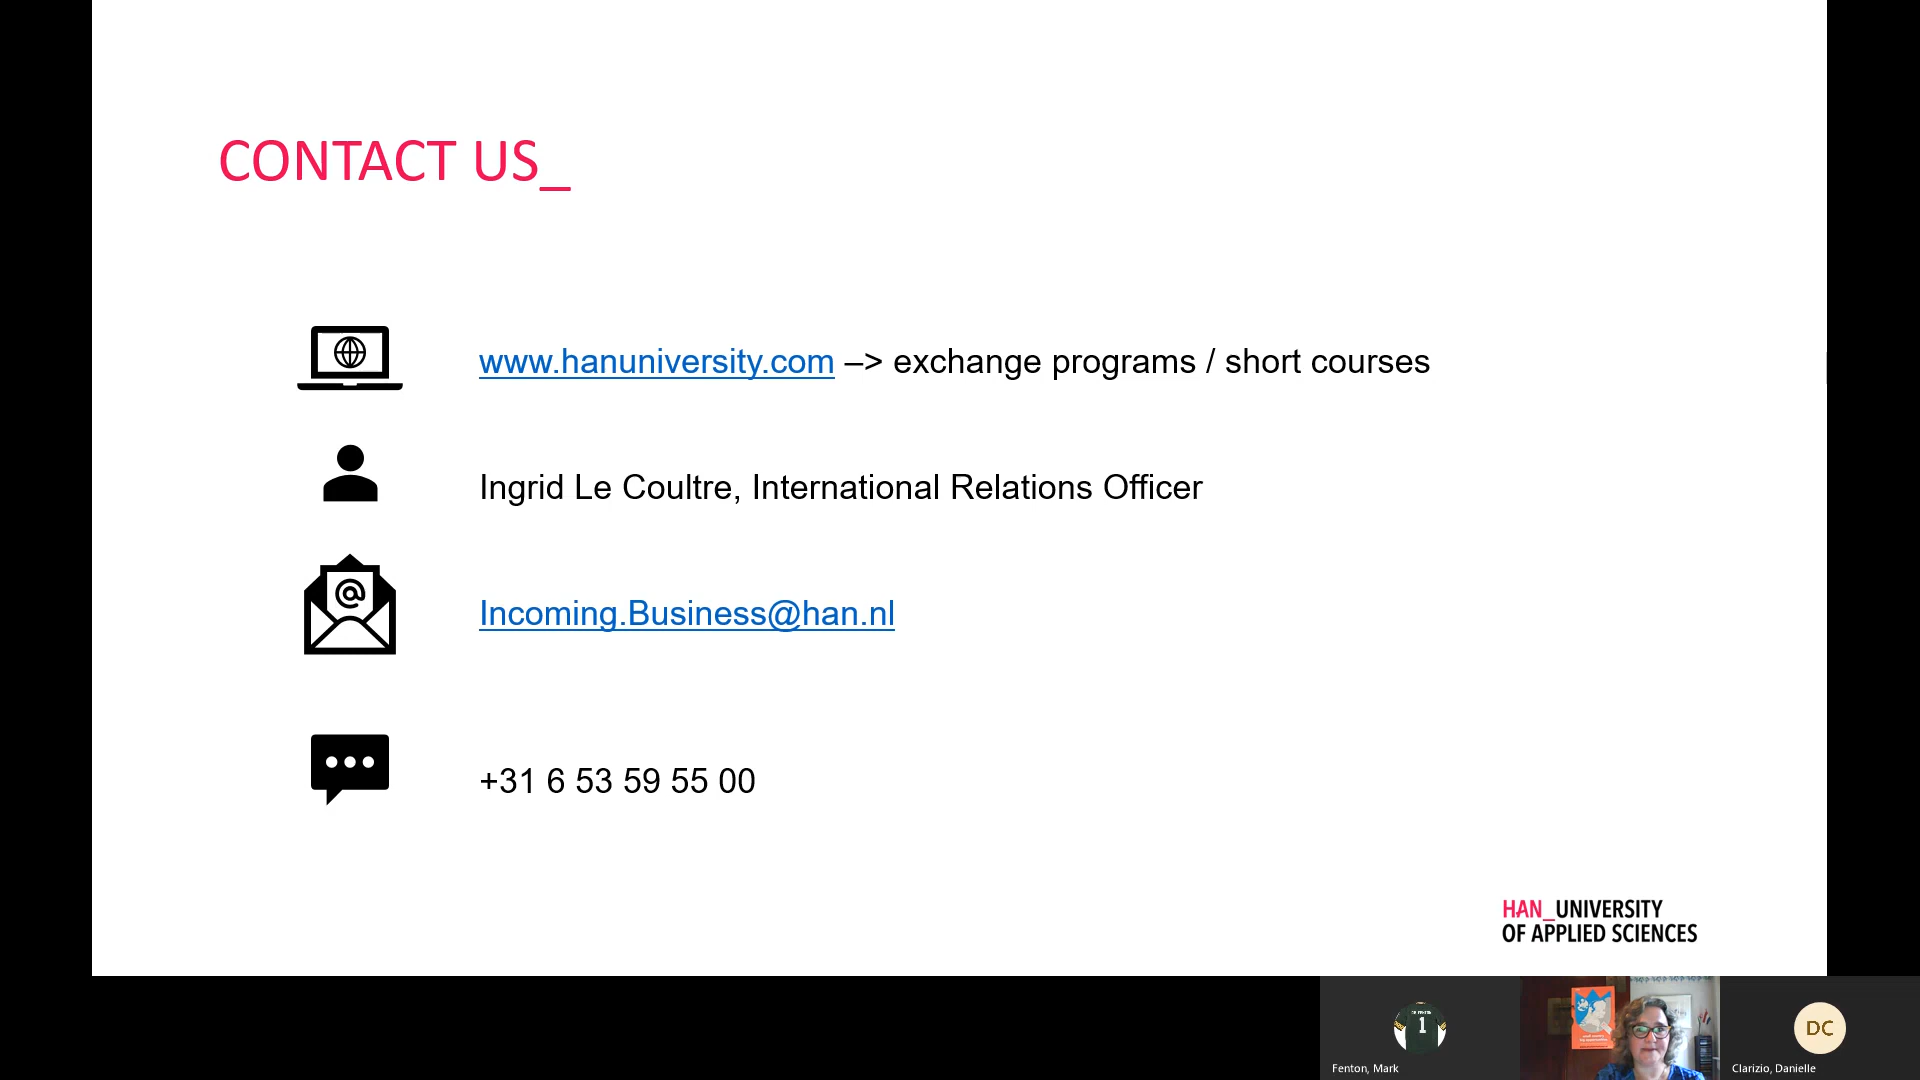 CONTACT US_
www.hanuniversity.com –> exchange programs / short courses
Ingrid Le Coultre, International Relations Officer
@
Incoming.Business@han.nl
+31 6 53 59 55 00
HAN_UNIVERSITY
OF APPLIED SCIENCES
1
DC
Fenton, Mark
Clarizio, Danielle